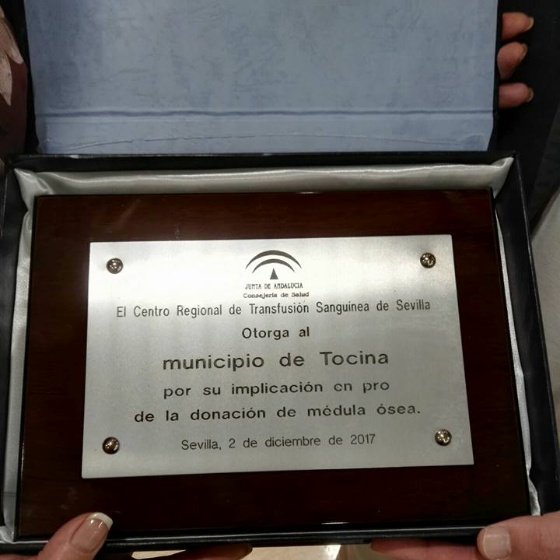 JUNTA DE ANDALUCIA
Consejería de Salud
El Centro Regional de Transfusión Sanguínea de Sevilla
Otorga al
municipio de Tocina
por su implicación en pro
de la donación de médula ósea.
Sevilla, 2 de diciembre de 2017